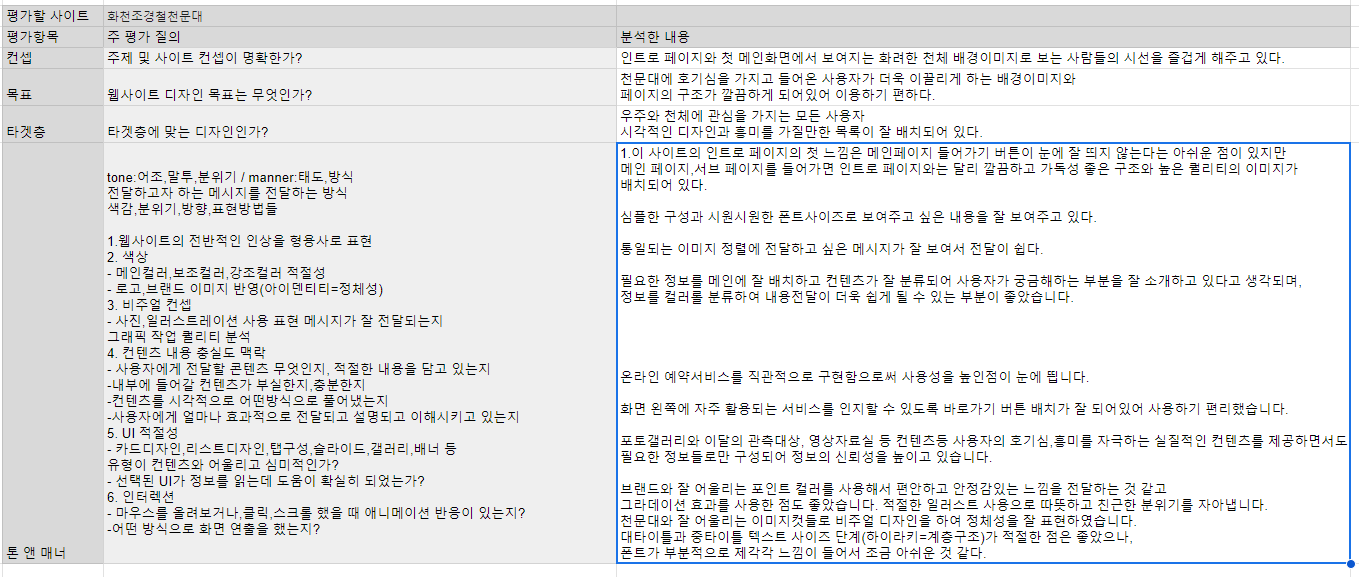 평가할 사이트
화천조경철천문대
평가항목
주 평가 질의
분석한 내용
컨셉
주제 및 사이트 컨셉이 명확한가?
인트로 페이지와 첫 메인화면에서 보여지는 화려한 천체 배경이미지로 보는 사람들의 시선을 즐겁게 해주고 있다.
목표
웹사이트 디자인 목표는 무엇인가?
천문대에 호기심을 가지고 들어온 사용자가 더욱 이끌리게 하는 배경이미지와
페이지의 구조가 깔끔하게 되어있어 이용하기 편하다.
타겟층
타겟층에 맞는 디자인인가?
우주와 천체에 관심을 가지는 모든 사용자
시각적인 디자인과 흥미를 가질만한 목록이 잘 배치되어 있다.
톤 앤 매너
tone:어조,말투,분위기 / manner:태도,방식
전달하고자 하는 메시지를 전달하는 방식
색감,분위기,방향,표현방법들
1.웹사이트의 전반적인 인상을 형용사로 표현
2. 색상
- 메인컬러,보조컬러,강조컬러 적절성
- 로고,브랜드 이미지 반영(아이덴티티=정체성)
3. 비주얼 컨셉
- 사진,일러스트레이션 사용 표현 메시지가 잘 전달되는지
그래픽 작업 퀄리티 분석
4. 컨텐츠 내용 충실도 맥락
- 사용자에게 전달할 콘텐츠 무엇인지, 적절한 내용을 담고 있는지
-내부에 들어갈 컨텐츠가 부실한지,충분한지
-컨텐츠를 시각적으로 어떤방식으로 풀어냈는지
-사용자에게 얼마나 효과적으로 전달되고 설명되고 이해시키고 있는지
5. UI 적절성
- 카드디자인,리스트디자인,탭구성,슬라이드,갤러리,배너 등
유형이 컨텐츠와 어울리고 심미적인가?
- 선택된 UI가 정보를 읽는데 도움이 확실히 되었는가?
6. 인터렉션
- 마우스를 올려보거나,클릭,스크롤 했을 때 애니메이션 반응이 있는지?
-어떤 방식으로 화면 연출을 했는지?
1.이 사이트의 인트로 페이지의 첫 느낌은 메인페이지 들어가기 버튼이 눈에 잘 띄지 않는다는 아쉬운 점이 있지만
메인 페이지,서브 페이지를 들어가면 인트로 페이지와는 달리 깔끔하고 가독성 좋은 구조와 높은 퀄리티의 이미지가
배치되어 있다.
심플한 구성과 시원시원한 폰트사이즈로 보여주고 싶은 내용을 잘 보여주고 있다.
통일되는 이미지 정렬에 전달하고 싶은 메시지가 잘 보여서 전달이 쉽다.
필요한 정보를 메인에 잘 배치하고 컨텐츠가 잘 분류되어 사용자가 궁금해하는 부분을 잘 소개하고 있다고 생각되며,
정보를 컬러롤 분류하여 내용전달이 더욱 쉽게 될 수 있는 부분이 좋았습니다.
온라인 예약서비스를 직관적으로 구현함으로써 사용성을 높인점이 눈에 띕니다.
화면 왼쪽에 자주 활용되는 서비스를 인지할 수 있도록 바로가기 버튼 배치가 잘 되어있어 사용하기 편리했습니다.
포토갤러리와 이달의 관측대상, 영상자료실 등 컨텐츠등 사용자의 호기심,흥미를 자극하는 실질적인 컨텐츠를 제공하면서도
필요한 정보들로만 구성되어 정보의 신뢰성을 높이고 있습니다.
브랜드와 잘 어울리는 포인트 컬러를 사용해서 편안하고 안정감있는 느낌을 전달하는 것 같고
그라데이션 효과를 사용한 점도 좋았습니다. 적절한 일러스트 사용으로 따뜻하고 친근한 분위기를 자아냅니다.
천문대와 잘 어울리는 이미지컷들로 비주얼 디자인을 하여 정체성을 잘 표현하였습니다.
대타이틀과 중타이틀 텍스트 사이즈 단계(하이라키=계층구조)가 적절한 점은 좋았으나,
폰트가 부분적으로 제각각 느낌이 들어서 조금 아쉬운 것 같다.